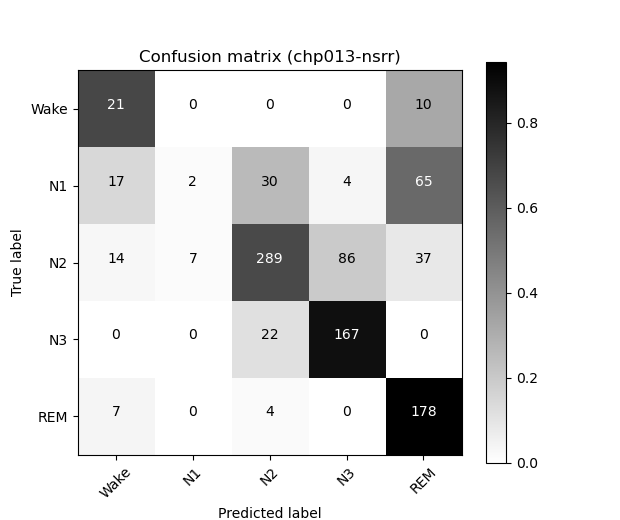 Confusion matrix (chp013-nsrr)
Wake 21 0 0 0 10
N1 17 2 30 4 65
N2 14 7 289 86 37
N3 0 0 22 167 0
REM 7 0 4 0 178
Wake N1 N2 N3 REM
True label
Predicted label
0.8
0.6
0.4
0.2
0.0